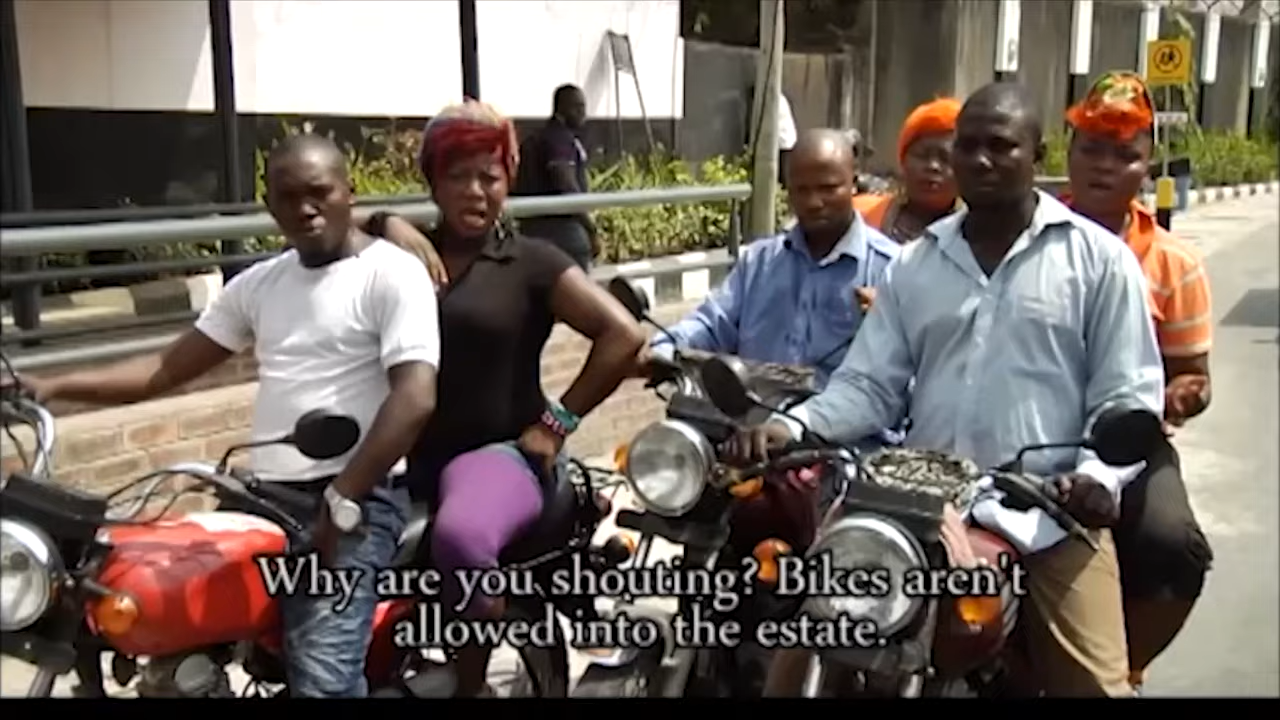 Why are you shouting? Bikes aren't
allowed into the estate.